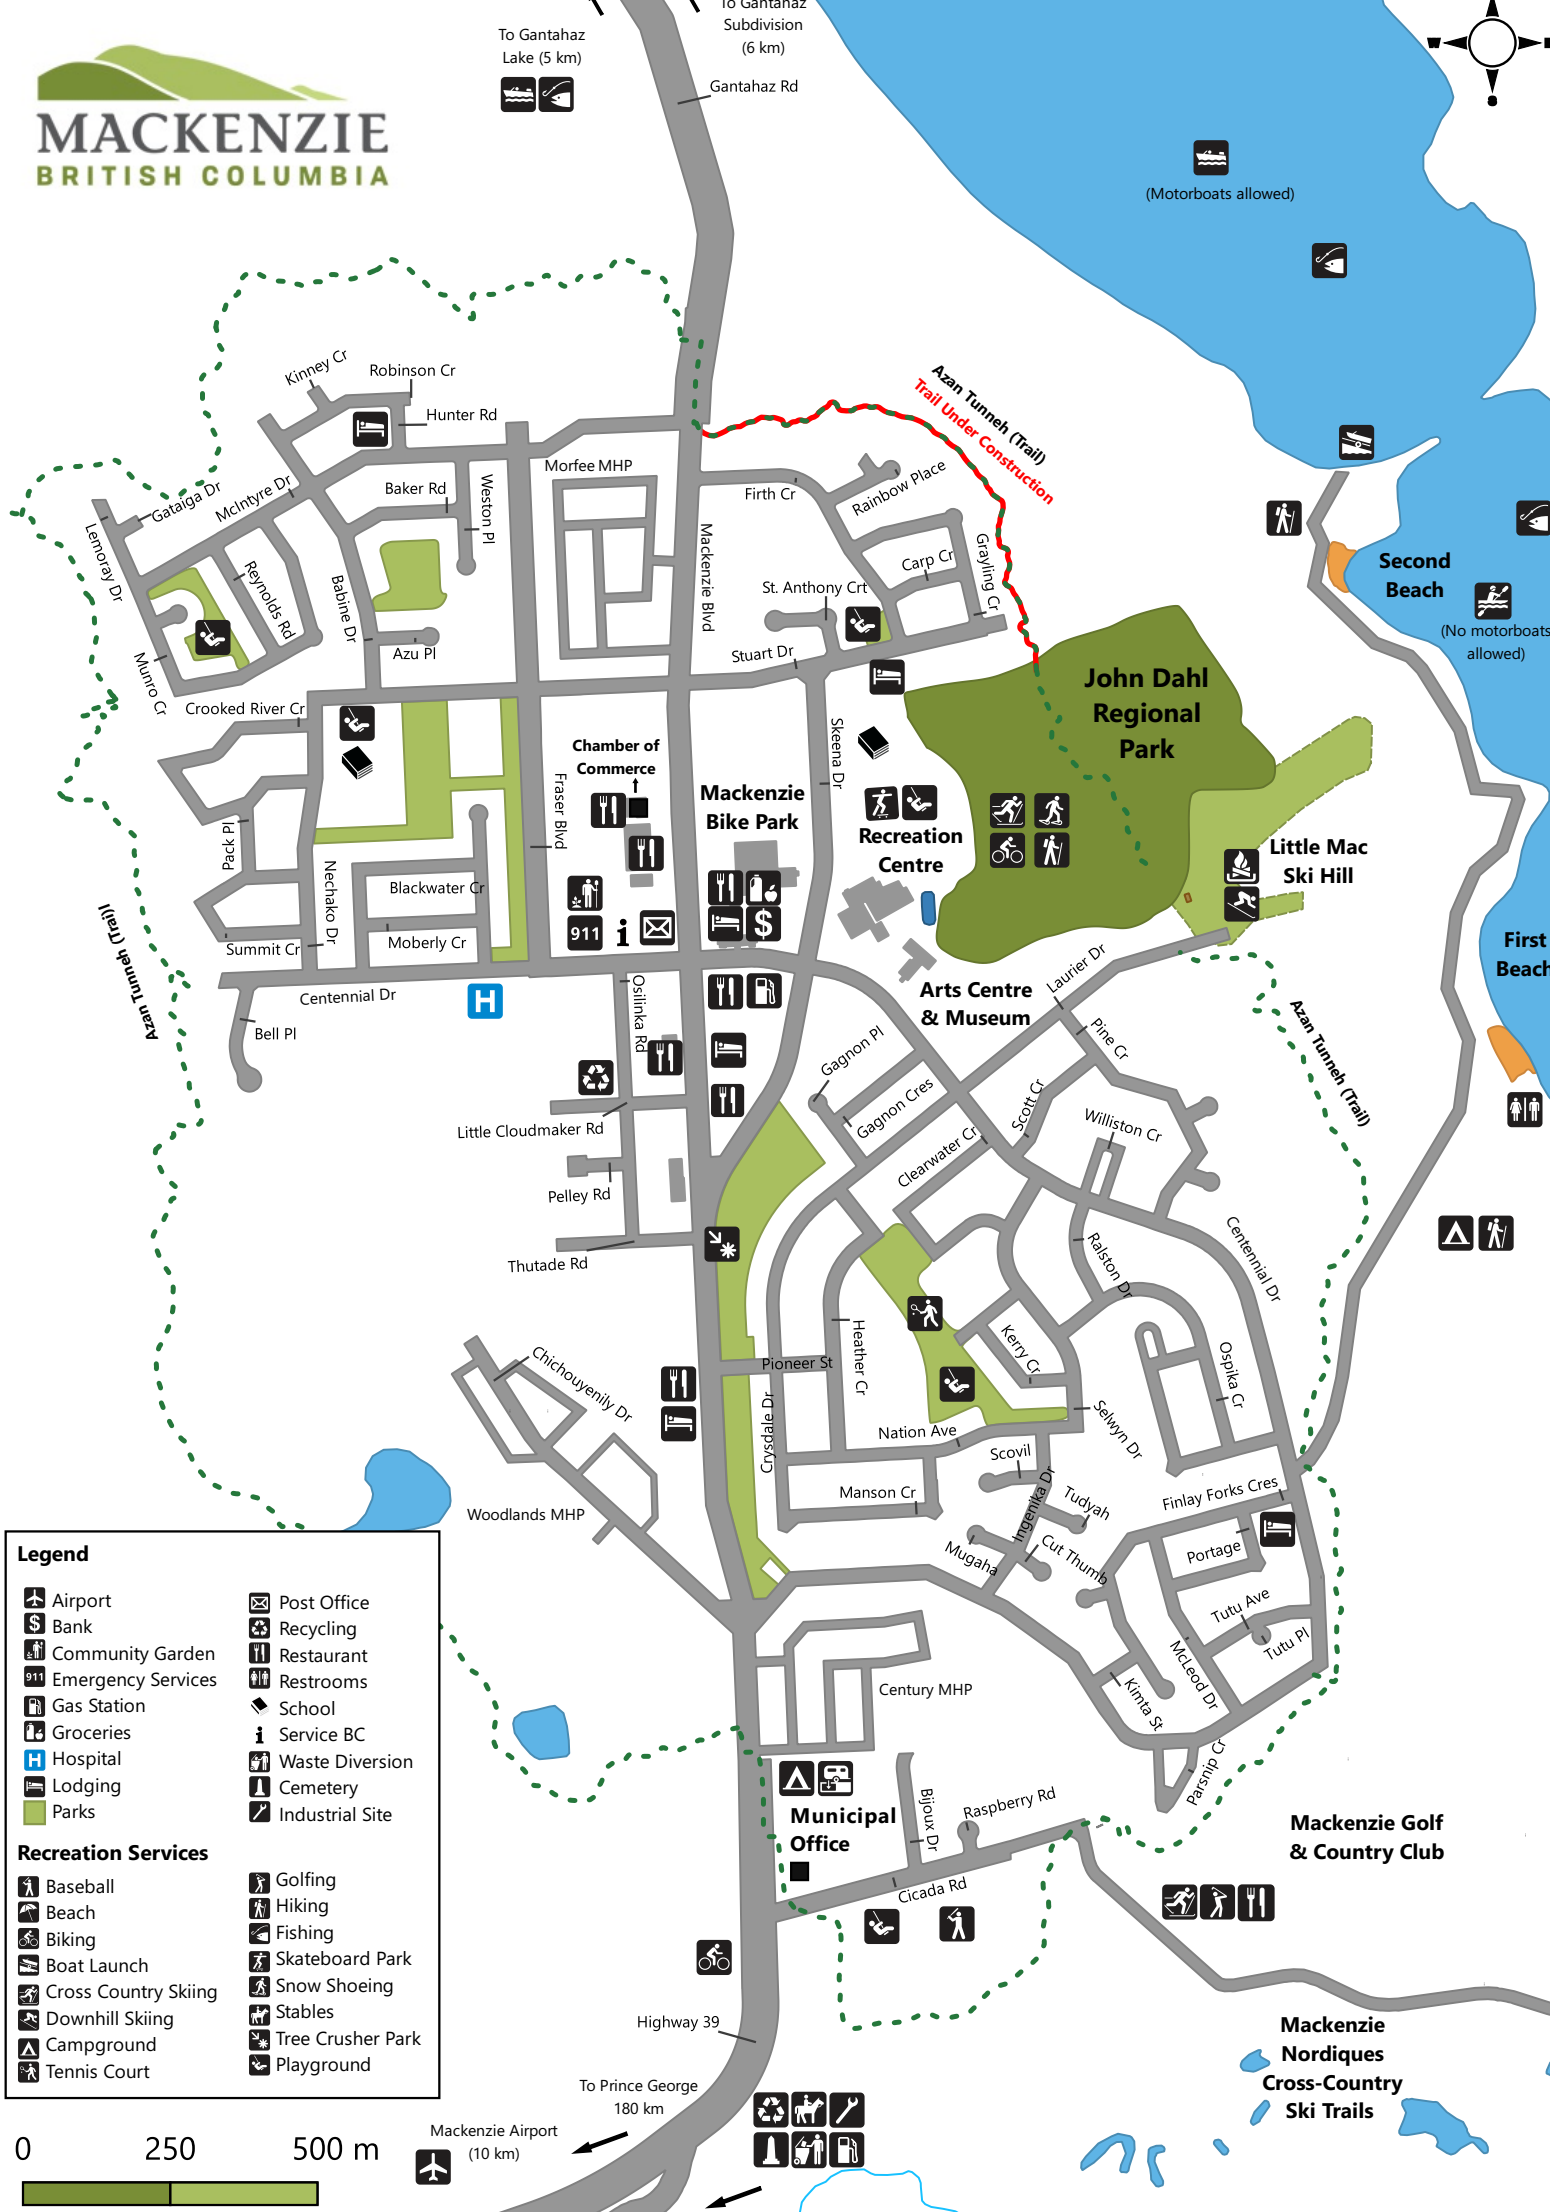 To Gantahaz
Lake (5 km)
To Gantahaz
Subdivision
(6 km)
Gantahaz Rd
MACKENZIE
BRITISH COLUMBIA
(Motorboats allowed)
Kinney Cr
Robinson Cr
Hunter Rd
Azan Tunneh (Trail)
Trail Under Construction
Morfee MHP
Firth Cr
Rainbow Place
Gataiga Dr
McIntyre Dr
Baker Rd
Weston Pl
Lemoray Dr
Reynolds Rd
Babine Dr
Mackenzie Blvd
Carp Cr
Grayling Cr
St. Anthony Crt
Second
Beach
(No motorboats
allowed)
Azu Pl
Munro Cr
Stuart Dr
John Dahl
Regional
Park
Crooked River Cr
Skeena Dr
Chamber of
Commerce
Fraser Blvd
Mackenzie
Bike Park
Recreation
Centre
Little Mac
Ski Hill
Pack Pl
Nechako Dr
Blackwater Cr
Moberly Cr
Summit Cr
911
i
$
First
Beach
Azan Tunneh (Trail)
Centennial Dr
H
Bell Pl
Osilinka Rd
Arts Centre
& Museum
Laurier Dr
Pine Cr
Azan Tunneh (Trail)
Gagnon Pl
Gagnon Cres
Scott Cr
Williston Cr
Clearwater Cr
Little Cloudmaker Rd
Pelley Rd
Thutade Rd
Ralston Dr
Centennial Dr
Chichouyenily Dr
Pioneer St
Heather Cr
Kerry Cr
Ospika Cr
Crysdale Dr
Nation Ave
Selwyn Dr
Scovil
Manson Cr
Ingenika Dr
Tudyah
Finlay Forks Cres
Woodlands MHP
Mugaha
Cut Thumb
Portage
Tutu Ave
Tutu Pl
McLeod Dr
Kimta St
Century MHP
Parsnip Cr
Legend
Airport
$ Bank
Community Garden
911 Emergency Services
Gas Station
Groceries
H Hospital
Lodging
Parks
Post Office
Recycling
Restaurant
Restrooms
School
i Service BC
Waste Diversion
Cemetery
Industrial Site
Recreation Services
Baseball
Beach
Biking
Boat Launch
Cross Country Skiing
Downhill Skiing
Campground
Tennis Court
Golfing
Hiking
Fishing
Skateboard Park
Snow Shoeing
Stables
Tree Crusher Park
Playground
Municipal
Office
Bijoux Dr
Raspberry Rd
Cicada Rd
Mackenzie Golf
& Country Club
Highway 39
Mackenzie
Nordiques
Cross-Country
Ski Trails
To Prince George
180 km
Mackenzie Airport
(10 km)
0 250 500 m